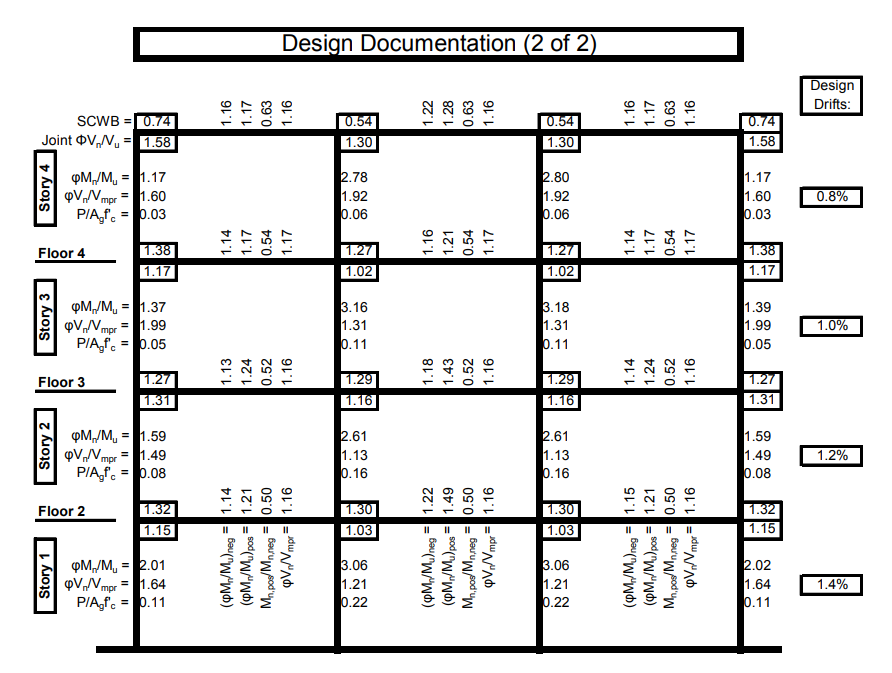 Design Documentation (2 of 2)
Design
Drifts:
1.16 1.17 0.63 1.16 1.22 1.28 0.63 1.16 1.16 1.17 0.63 1.16
SCWB = 0.74 0.54 0.54 0.74
Joint ΦVn/Vu = 1.58 1.30 1.30 1.58
Story 4
φMn/Mu = 1.17 2.78 2.80 1.17
φVn/Vmpr = 1.60 1.92 1.92 1.60 0.8%
P/Agf'c = 0.03 0.06 0.06 0.03
1.14 1.17 0.54 1.17 1.16 1.21 0.54 1.17 1.14 1.17 0.54 1.17
Floor 4 1.38 1.27 1.27 1.38
1.17 1.02 1.02 1.17
Story 3
φMn/Mu = 1.37 3.16 3.18 1.39
φVn/Vmpr = 1.99 1.31 1.31 1.99 1.0%
P/Agf'c = 0.05 0.11 0.11 0.05
1.13 1.24 0.52 1.16 1.18 1.43 0.52 1.16 1.14 1.24 0.52 1.16
Floor 3 1.27 1.29 1.29 1.27
1.31 1.16 1.16 1.31
Story 2
φMn/Mu = 1.59 2.61 2.61 1.59
φVn/Vmpr = 1.49 1.13 1.13 1.49 1.2%
P/Agf'c = 0.08 0.16 0.16 0.08
1.14 1.21 0.50 1.16 1.22 1.49 0.50 1.16 1.15 1.21 0.50 1.16
Floor 2 1.32 1.30 1.30 1.32
1.15 1.03 1.03 1.15
(φMn/Mu)neg = (φMn/Mu)pos = Mn,pos/Mn,neg = φVn/Vmpr = (φMn/Mu)neg = (φMn/Mu)pos = Mn,pos/Mn,neg = φVn/Vmpr = (φMn/Mu)neg = (φMn/Mu)pos = Mn,pos/Mn,neg = φVn/Vmpr =
Story 1
φMn/Mu = 2.01 3.06 3.06 2.02
φVn/Vmpr = 1.64 1.21 1.21 1.64 1.4%
P/Agf'c = 0.11 0.22 0.22 0.11